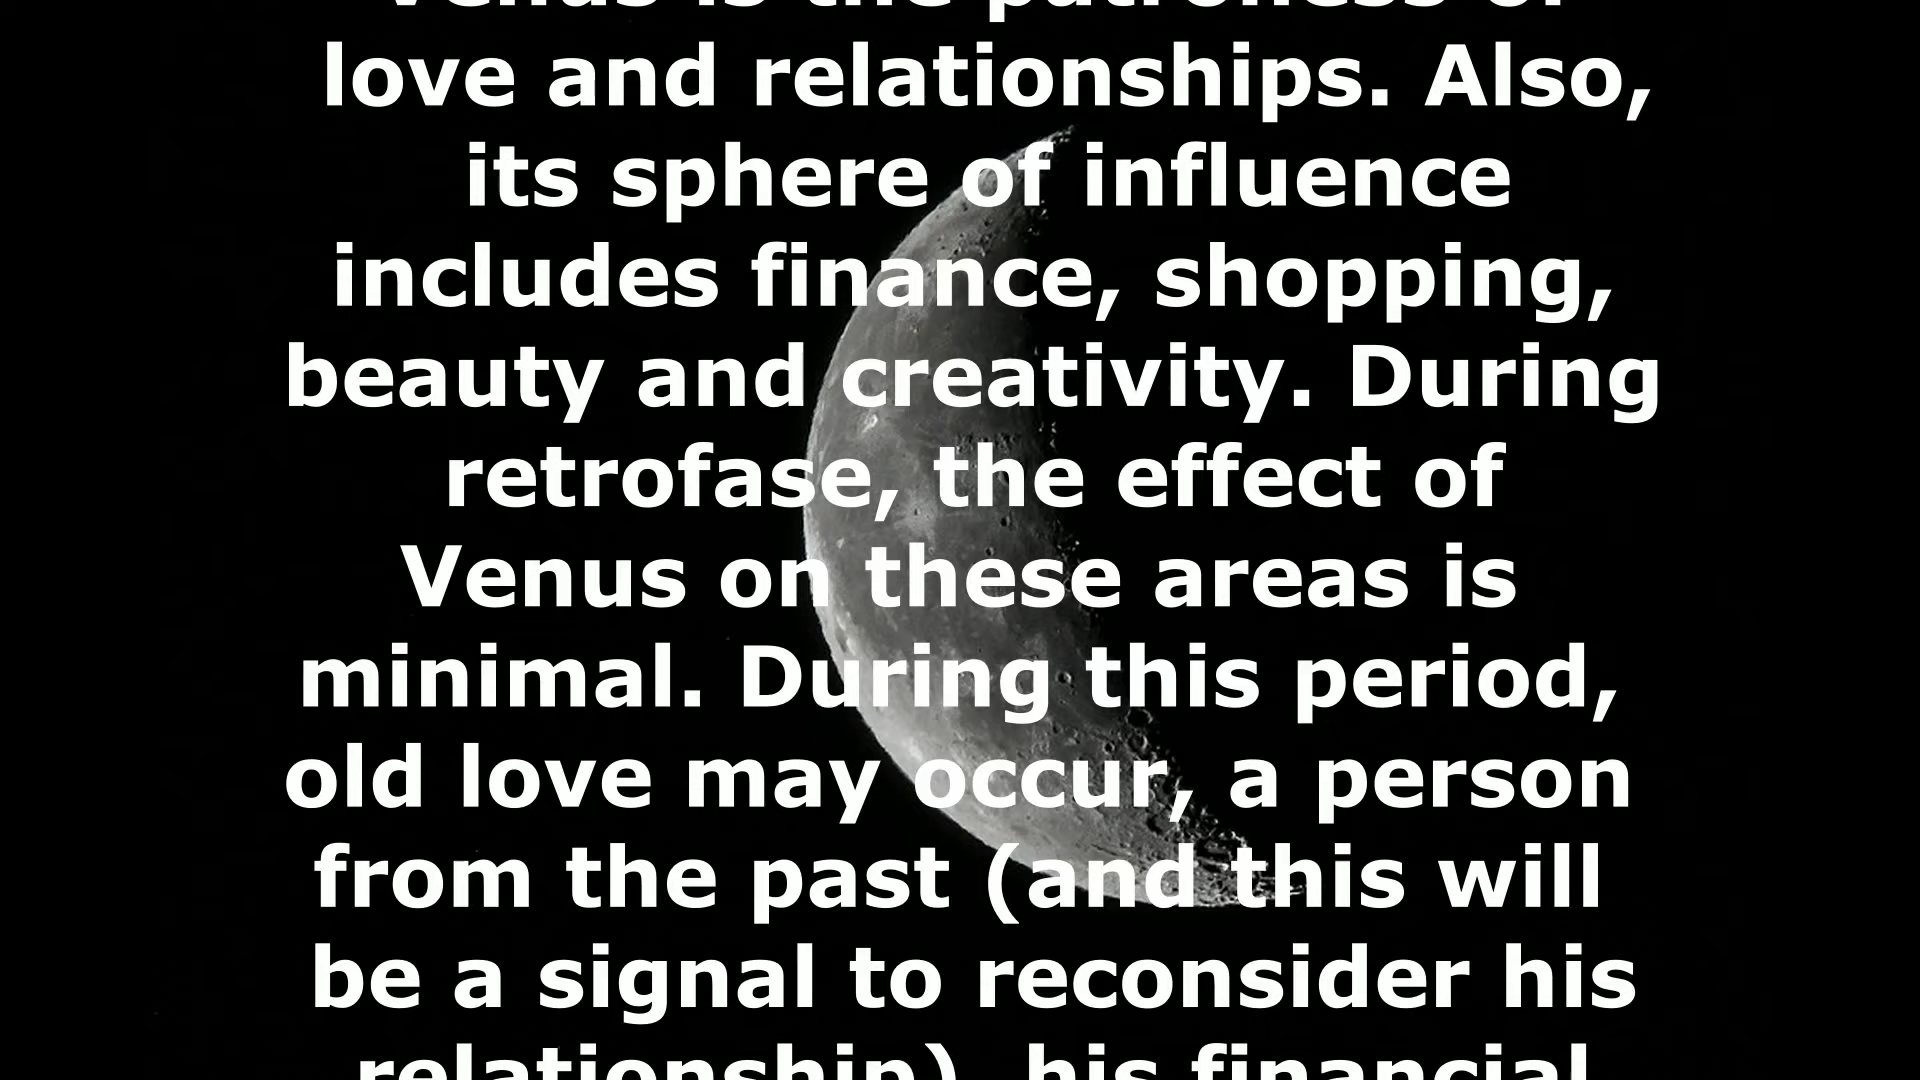 Venus is the patroness of
love and relationships. Also,
its sphere of influence
includes finance, shopping,
beauty and creativity. During
retrofase, the effect of
Venus on these areas is
minimal. During this period,
old love may occur, a person
from the past (and this will
be a signal to reconsider his
relationship), his financial